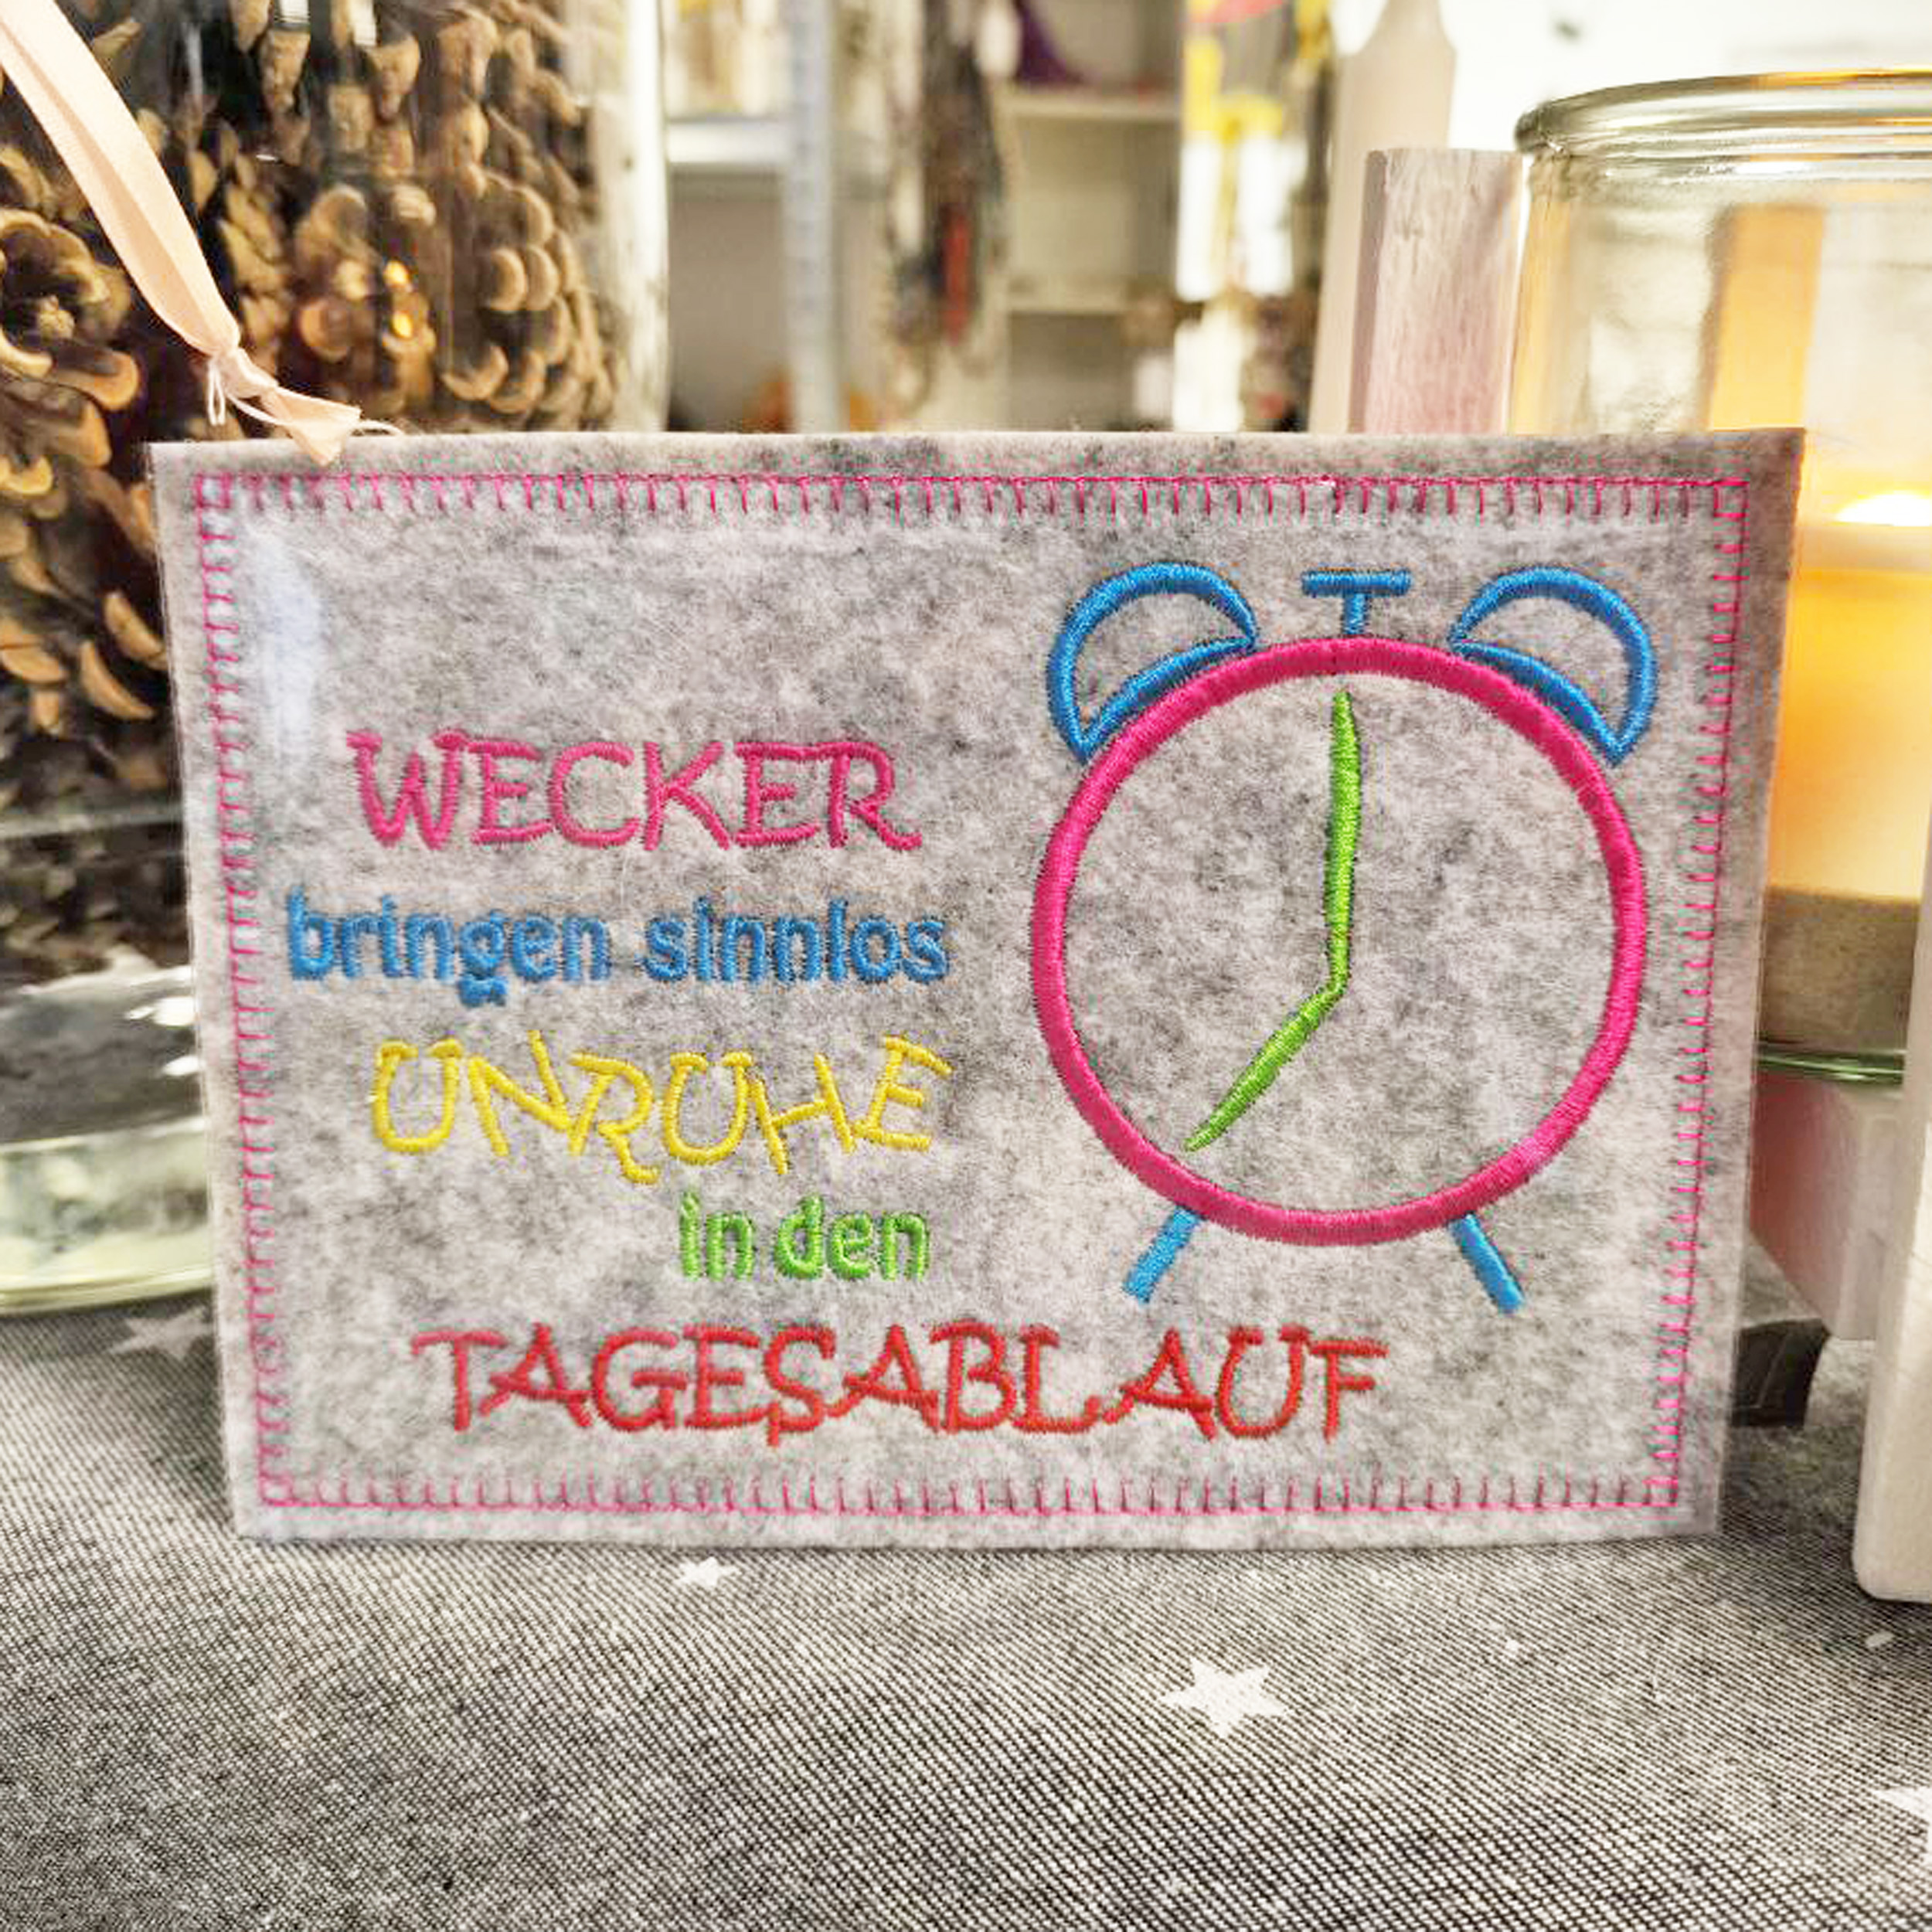 WECKER
bringen sinnlos
UNRUHE
in den
TAGESABLAUF